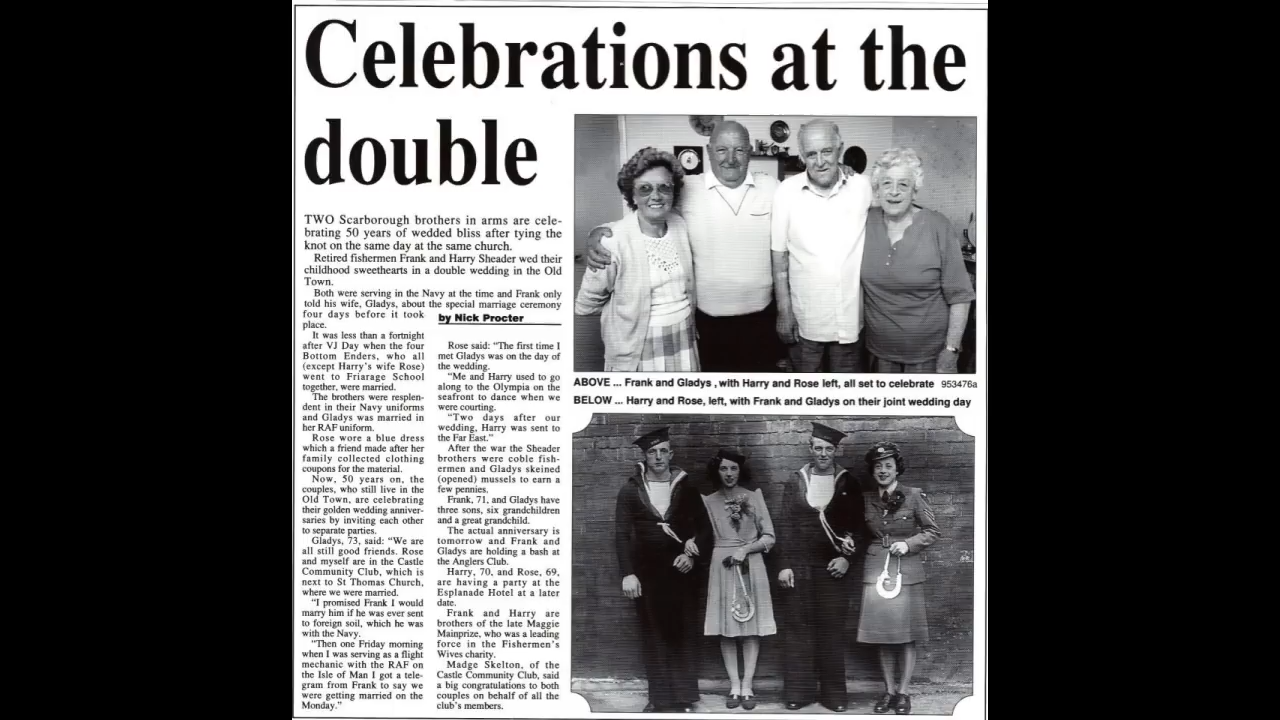 Celebrations at the
double
TWO Scarborough brothers in arms are cele-
brating 50 years of wedded bliss after tying the
knot on the same day at the same church.
Retired fishermen Frank and Harry Sheader wed their
childhood sweethearts in a double wedding in the Old
Town.
Both were serving in the Navy at the time and Frank only
told his wife, Gladys, about the special marriage ceremony
four days before it took
place.
It was less than a fortnight
after VJ Day when the four
Bottom Enders, who all
(except Harry's wife Rose)
went to Friarage School
together, were married.
The brothers were resplen-
dent in their Navy uniforms
and Gladys was married in
her RAF uniform.
Rose wore a blue dress
which a friend made after her
family collected clothing
coupons for the material.
Now, 50 years on, the
couples, who still live in the
Old Town, are celebrating
their golden wedding anniver-
saries by inviting each other
to separate parties.
Gladys, 73, said: "We are
all still good friends. Rose
and myself are in the Castle
Community Club, which is
next to St Thomas Church,
where we were married.
"I promised Frank I would
marry him if he was ever sent
to foreign soil, which he was
with the Navy.
"Then one Friday morning
when I was serving as a flight
mechanic with the RAF on
the Isle of Man I got a tele-
gram from Frank to say we
were getting married on the
Monday."
by Nick Procter
Rose said: "The first time I
met Gladys was on the day of
the wedding.
"Me and Harry used to go
along to the Olympia on the
seafront to dance when we
were courting.
"Two days after our
wedding, Harry was sent to
the Far East."
After the war the Sheader
brothers were coble fish-
ermen and Gladys skeined
(opened) mussels to earn a
few pennies.
Frank, 71, and Gladys have
three sons, six grandchildren
and a great grandchild.
The actual anniversary is
tomorrow and Frank and
Gladys are holding a bash at
the Anglers Club.
Harry, 70, and Rose, 69,
are having a party at the
Esplanade Hotel at a later
date.
Frank and Harry are
brothers of the late Maggie
Mainprize, who was a leading
force in the Fishermen's
Wives charity.
Madge Skelton, of the
Castle Community Club, said
a big congratulations to both
couples on behalf of all the
club's members.
ABOVE ... Frank and Gladys , with Harry and Rose left, all set to celebrate 953476a
BELOW ... Harry and Rose, left, with Frank and Gladys on their joint wedding day